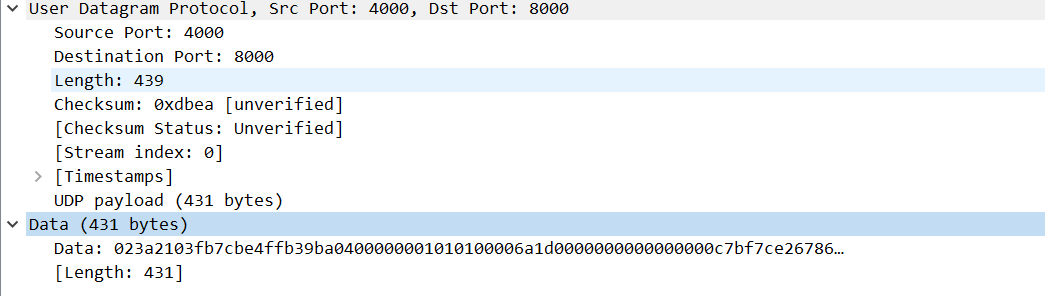 User Datagram Protocol, Src Port: 4000, Dst Port: 8000
Source Port: 4000
Destination Port: 8000
Length: 439
Checksum: 0xdbea [unverified]
[Checksum Status: Unverified]
[Stream index: 0]
[Timestamps]
UDP payload (431 bytes)
Data (431 bytes)
Data: 023a2103fb7cbe4ffb39ba0400000001010100006a1d0000000000000000c7bf7ce26786…
[Length: 431]